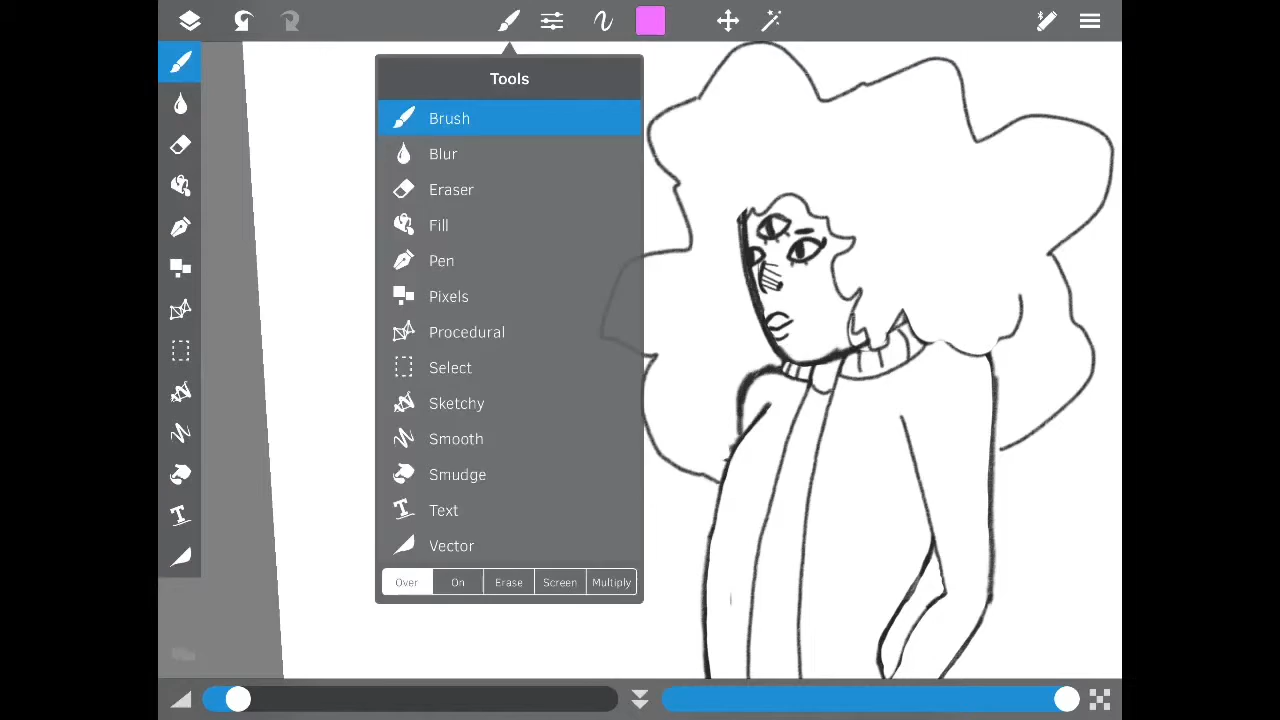 Tools
Brush
Blur
Eraser
Fill
Pen
Pixels
Procedural
Select
Sketchy
Smooth
Smudge
Text
Vector
Over On Erase Screen Multiply